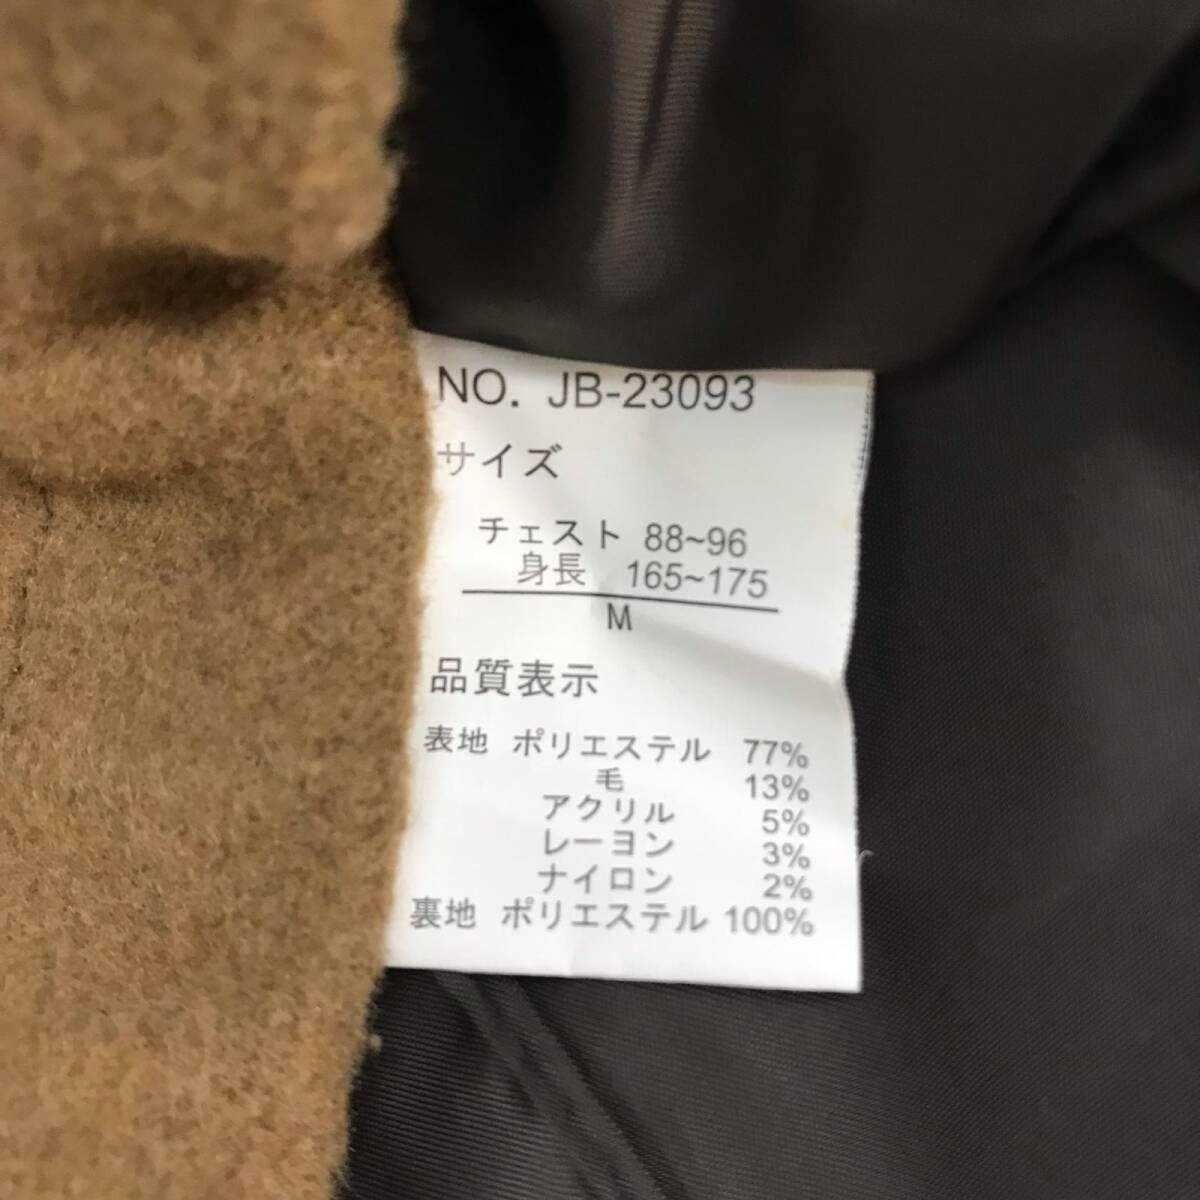 NO. JB-23093
サイズ
チェスト 88~96
身長 165~175
M
品質表示
表地 ポリエステル 77%
毛 13%
アクリル 5%
レーヨン 3%
ナイロン 2%
裏地 ポリエステル 100%